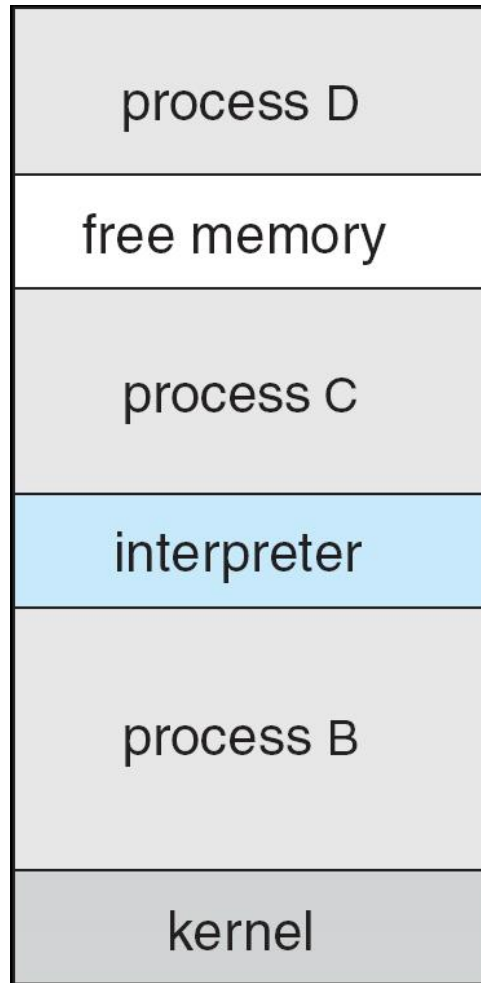 process D
free memory
process C
interpreter
process B
kernel